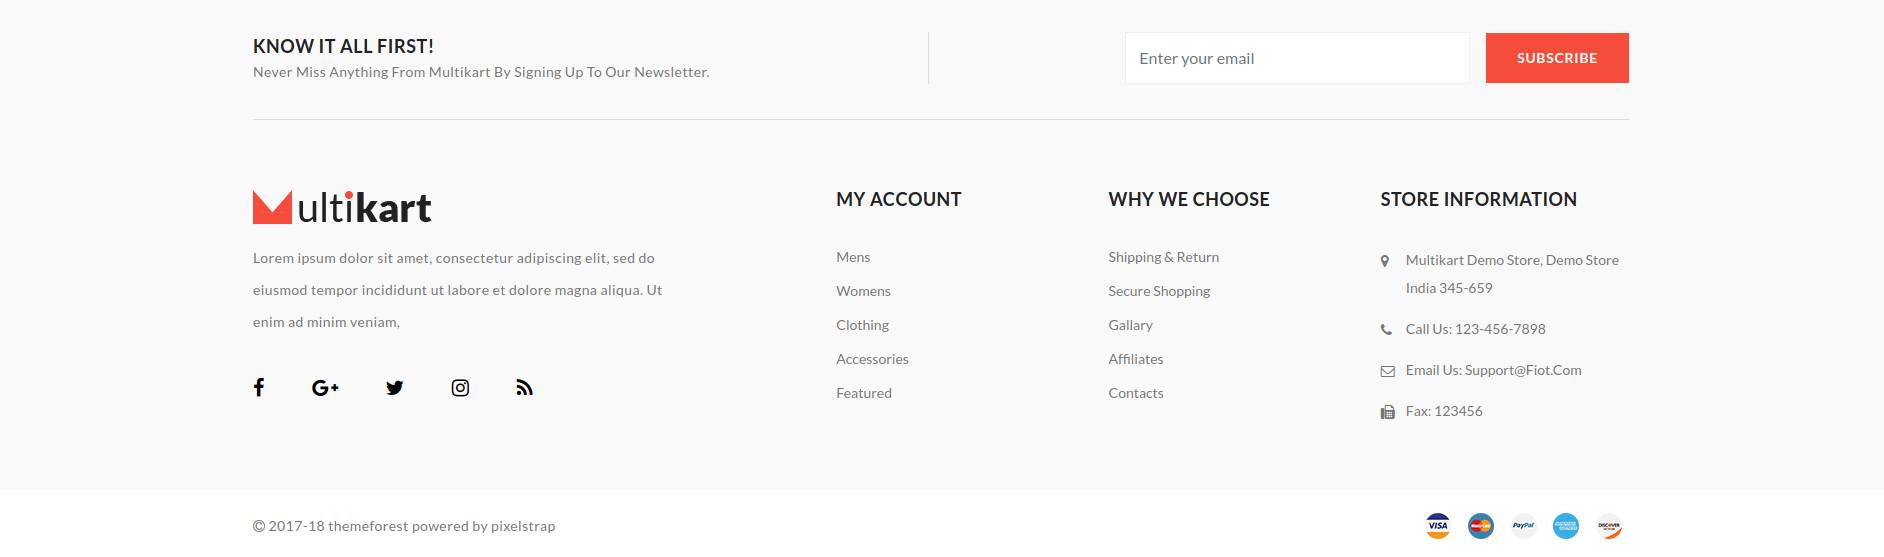 KNOW IT ALL FIRST!
Never Miss Anything From Multikart By Signing Up To Our Newsletter.
Enter your email
SUBSCRIBE
Multikart
Lorem ipsum dolor sit amet, consectetur adipiscing elit, sed do
eiusmod tempor incididunt ut labore et dolore magna aliqua. Ut
enim ad minim veniam,
MY ACCOUNT
Mens
Womens
Clothing
Accessories
Featured
WHY WE CHOOSE
Shipping & Return
Secure Shopping
Gallary
Affiliates
Contacts
STORE INFORMATION
Multikart Demo Store, Demo Store
India 345-659
Call Us: 123-456-7898
Email Us: Support@Fiot.Com
Fax: 123456
© 2017-18 themeforest powered by pixelstrap
VISA
MasterCard
PayPal
DISCOVER